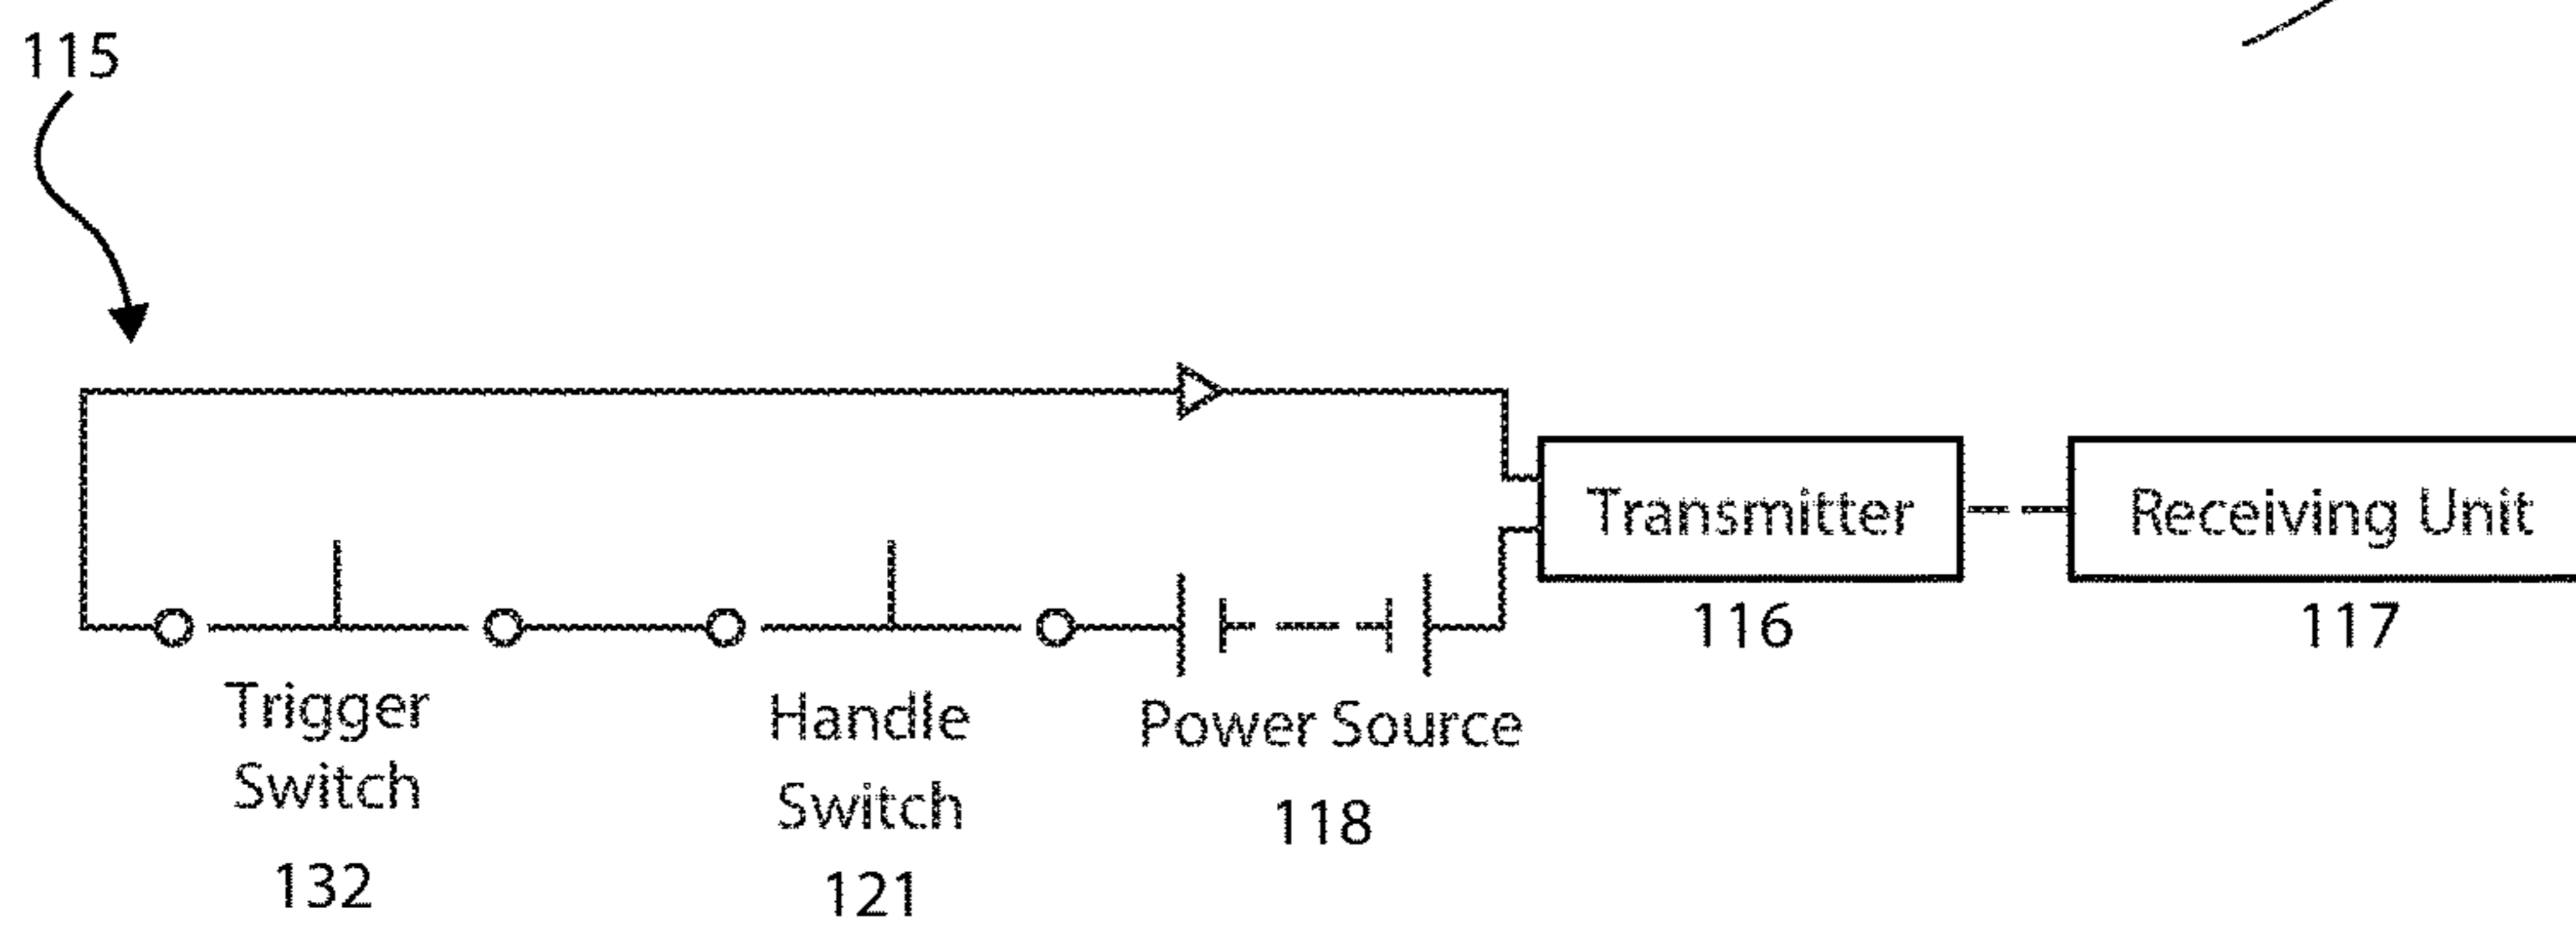 115
Transmitter
Receiving Unit
116
117
Trigger
Switch
132
Handle
Switch
121
Power Source
118